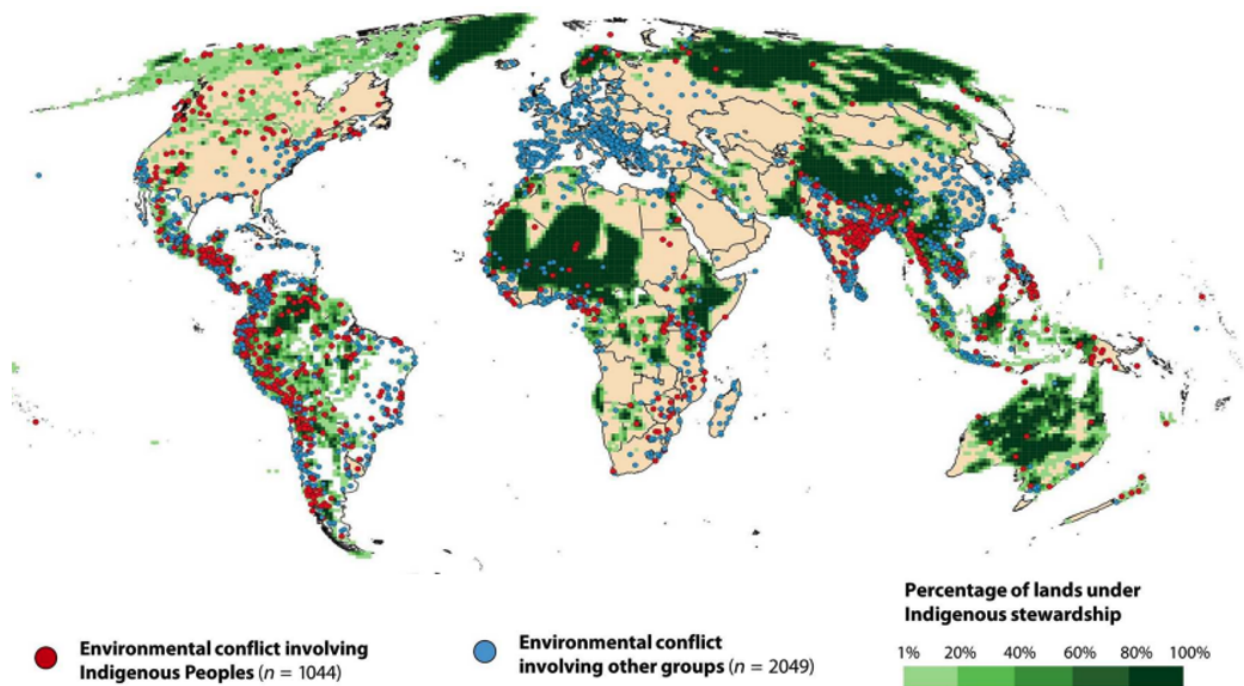 Percentage of lands under
Indigenous stewardship
Environmental conflict involving
Indigenous Peoples (n = 1044)
Environmental conflict
involving other groups (n = 2049)
1% 20% 40% 60% 80% 100%